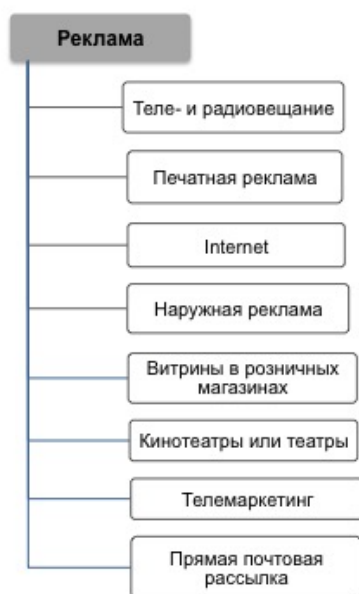 Реклама
Теле- и радиовещание
Печатная реклама
Internet
Наружная реклама
Витрины в розничных
магазинах
Кинотеатры или театры
Телемаркетинг
Прямая почтовая
рассылка